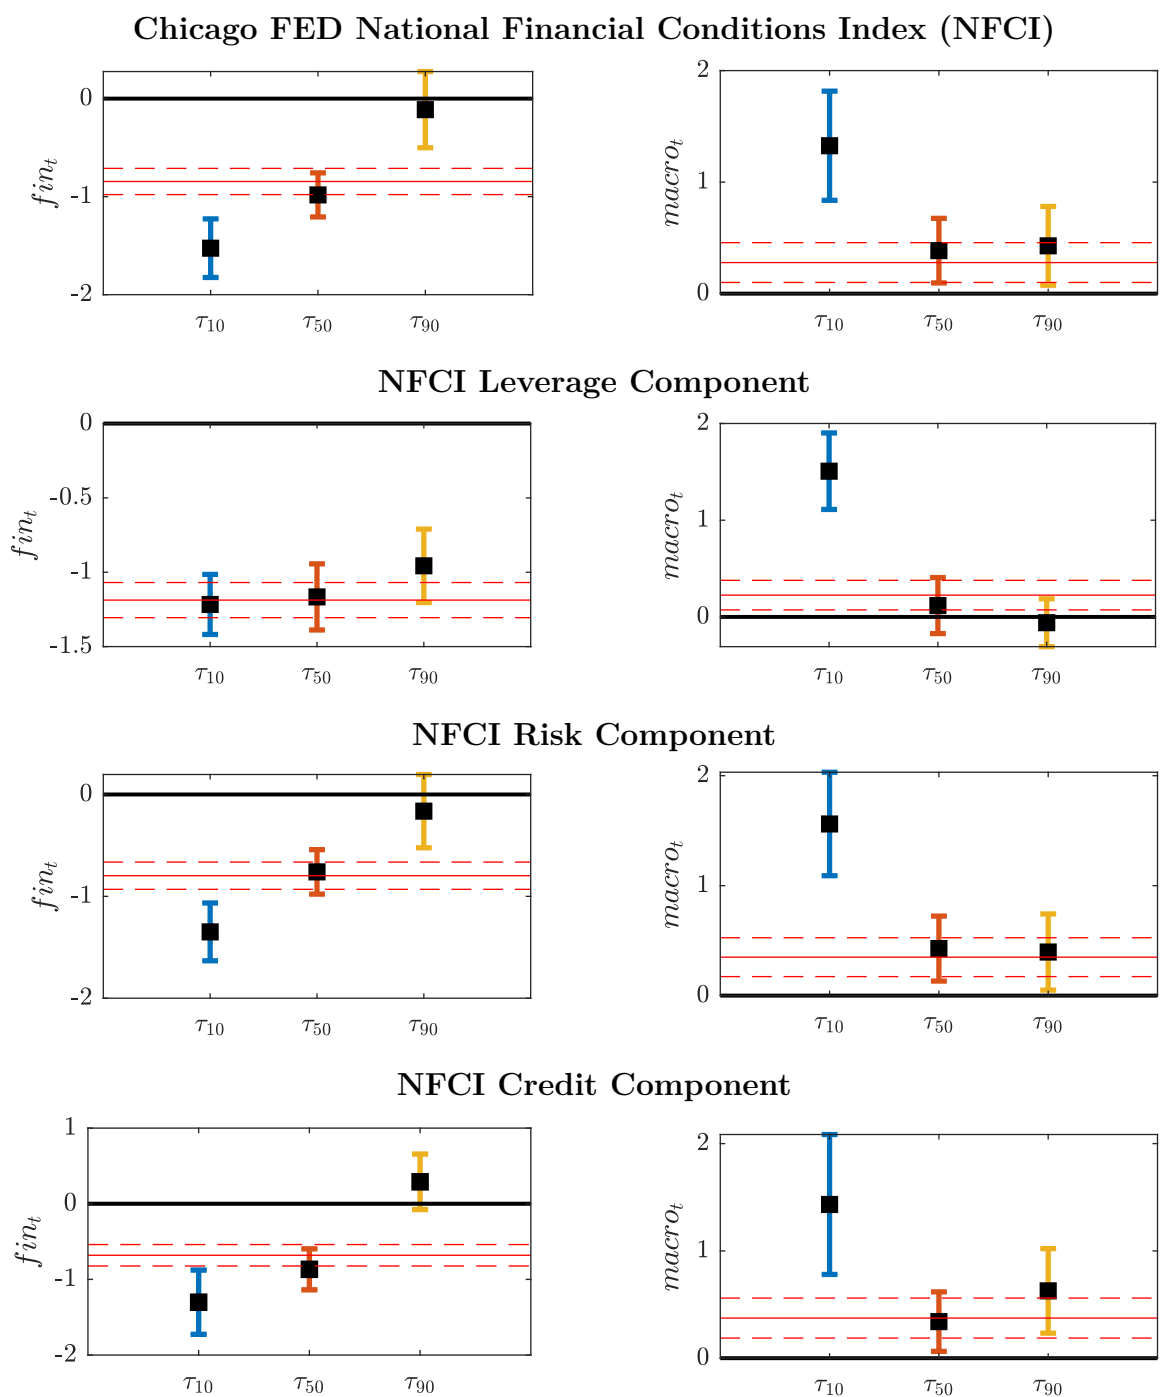 Chicago FED National Financial Conditions Index (NFCI)
0
-1
-2
fin_t
τ10 τ50 τ90
2
1
0
macro_t
τ10 τ50 τ90
NFCI Leverage Component
0
-0.5
-1
-1.5
fin_t
τ10 τ50 τ90
2
1
0
macro_t
τ10 τ50 τ90
NFCI Risk Component
0
-1
-2
fin_t
τ10 τ50 τ90
2
1
0
macro_t
τ10 τ50 τ90
NFCI Credit Component
1
0
-1
-2
fin_t
τ10 τ50 τ90
2
1
0
macro_t
τ10 τ50 τ90